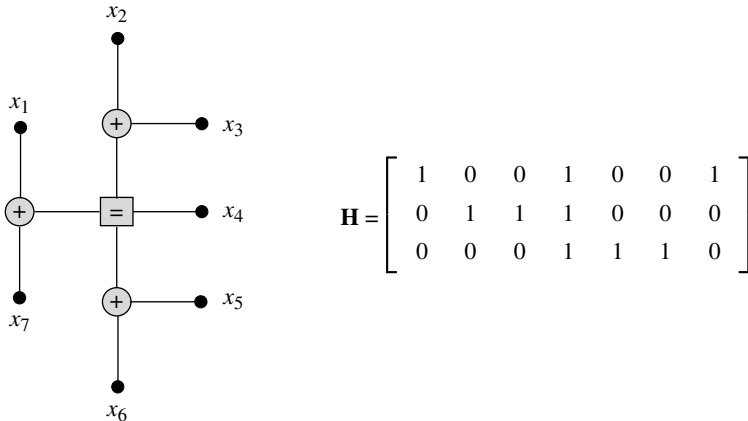 x₂
x₁
+
x₃
+
=
x₄
+
x₅
x₇
x₆
H =
1 0 0 1 0 0 1
0 1 1 1 0 0 0
0 0 0 1 1 1 0